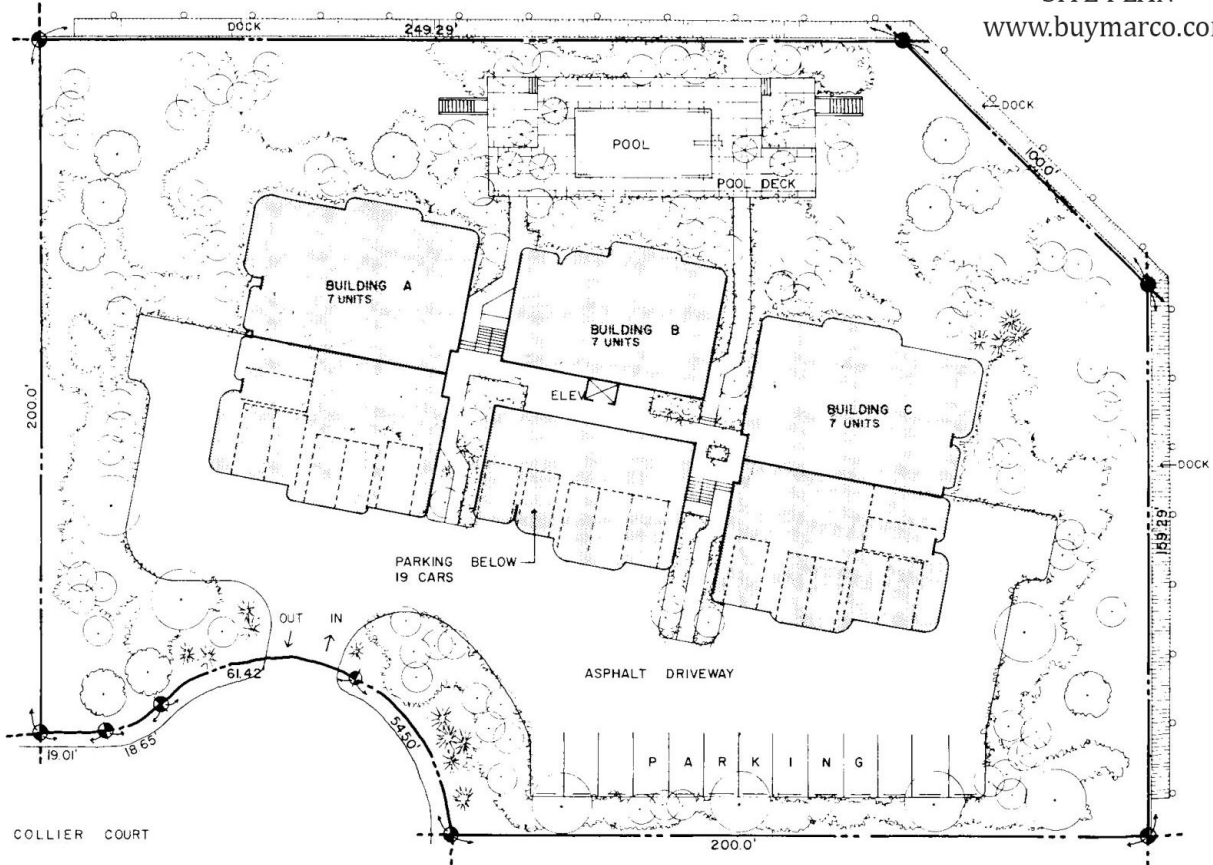 SITE PLAN
www.buymarco.co
DOCK
249.29'
DOCK
100.0'
POOL
POOL DECK
BUILDING A
7 UNITS
BUILDING B
7 UNITS
ELEV
BUILDING C
7 UNITS
200.0'
DOCK
159.29'
PARKING BELOW
19 CARS
OUT IN
61.42'
ASPHALT DRIVEWAY
54.50'
19.01'
18.65'
PARKING
COLLIER COURT
200.0'